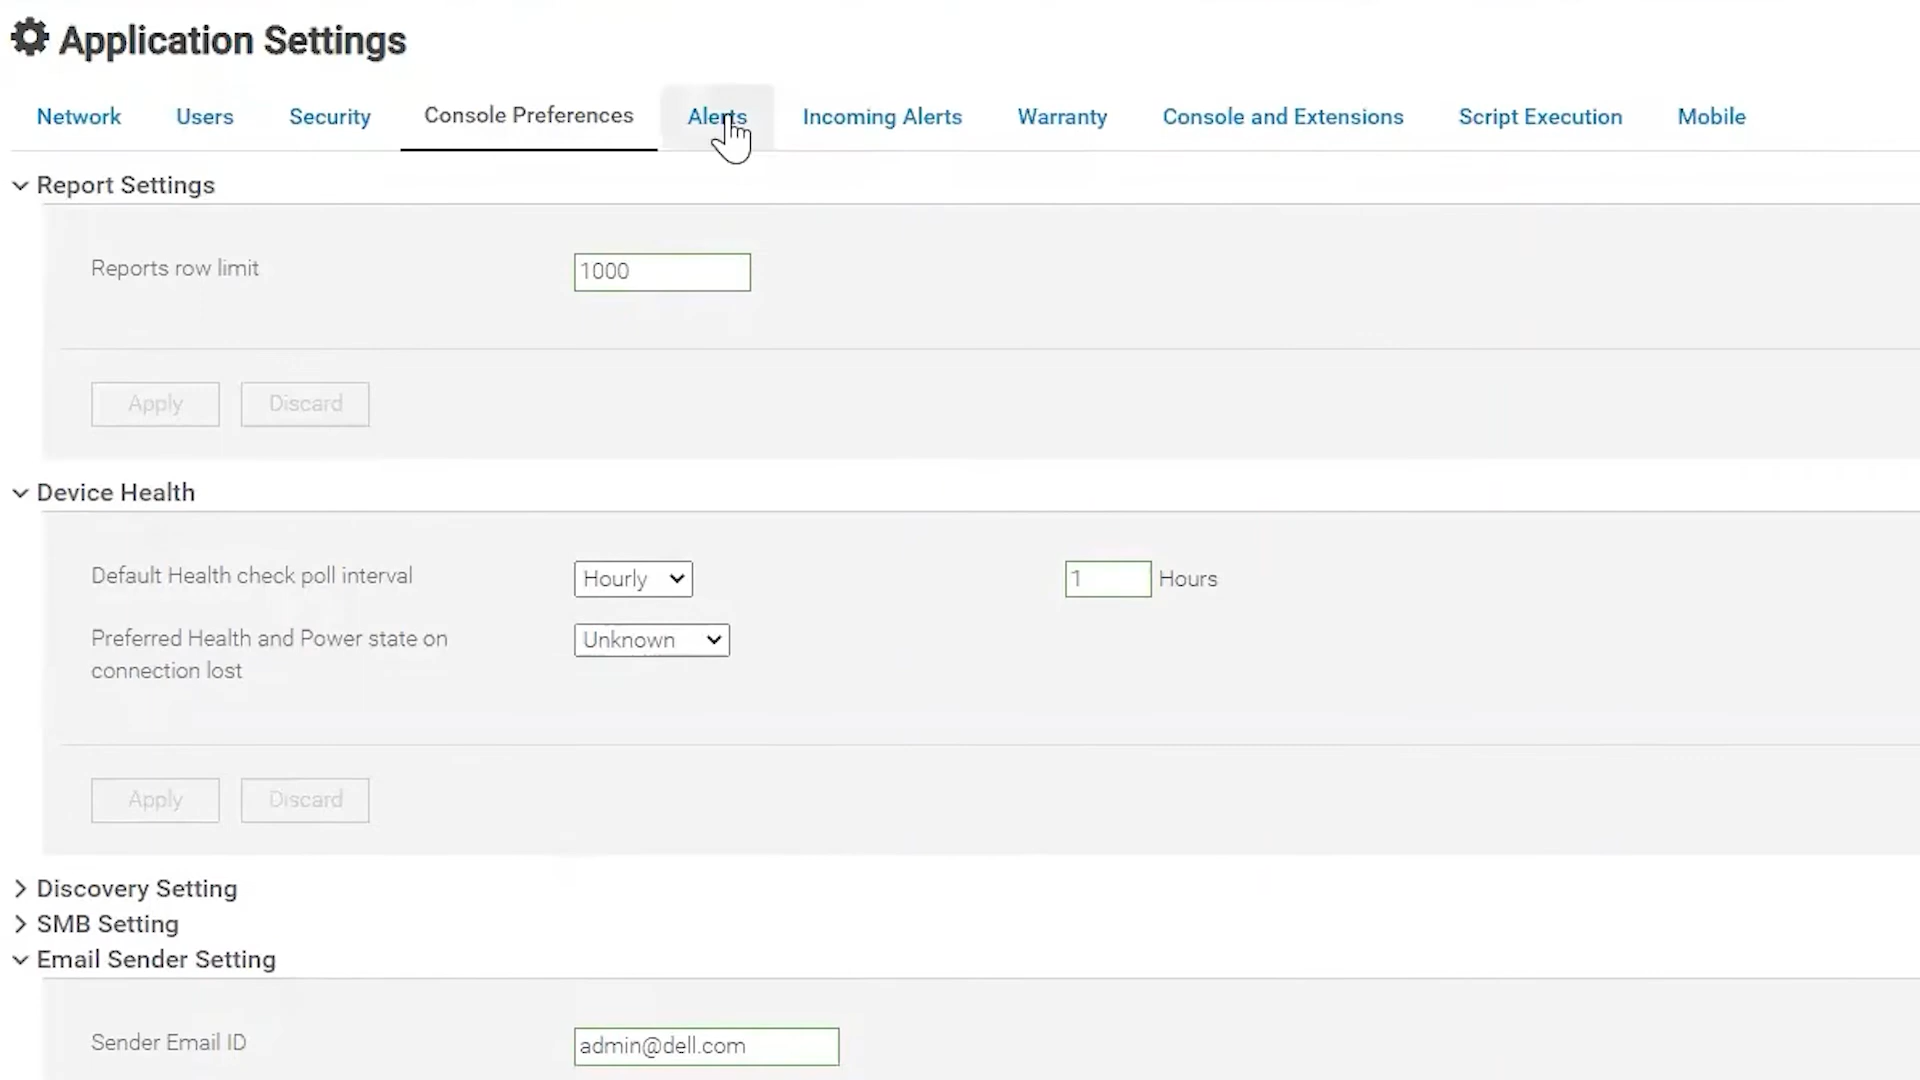 Application Settings
Network Users Security Console Preferences Alerts Incoming Alerts Warranty Console and Extensions Script Execution Mobile
Report Settings
Reports row limit 1000
Apply Discard
Device Health
Default Health check poll interval Hourly 1 Hours
Preferred Health and Power state on Unknown
connection lost
Apply Discard
Discovery Setting
SMB Setting
Email Sender Setting
Sender Email ID admin@dell.com